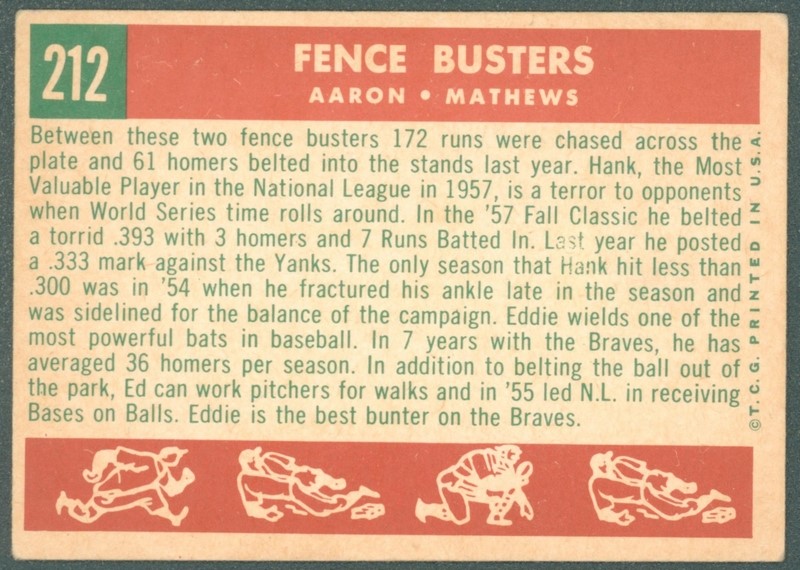 212
FENCE BUSTERS
AARON • MATHEWS
Between these two fence busters 172 runs were chased across the
plate and 61 homers belted into the stands last year. Hank, the Most
Valuable Player in the National League in 1957, is a terror to opponents
when World Series time rolls around. In the '57 Fall Classic he belted
a torrid .393 with 3 homers and 7 Runs Batted In. Last year he posted
a .333 mark against the Yanks. The only season that Hank hit less than
.300 was in '54 when he fractured his ankle late in the season and
was sidelined for the balance of the campaign. Eddie wields one of the
most powerful bats in baseball. In 7 years with the Braves, he has
averaged 36 homers per season. In addition to belting the ball out of
the park, Ed can work pitchers for walks and in '55 led N.L. in receiving
Bases on Balls. Eddie is the best bunter on the Braves.
©T.C.G. PRINTED IN U.S.A.